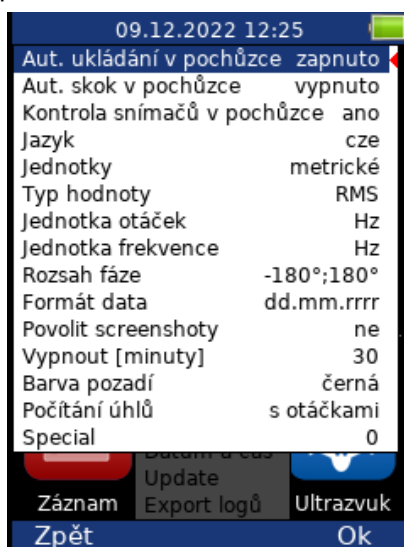 09.12.2022 12:25
Aut. ukládání v pochůzce zapnuto
Aut. skok v pochůzce vypnuto
Kontrola snímačů v pochůzce ano
Jazyk cze
Jednotky metrické
Typ hodnoty RMS
Jednotka otáček Hz
Jednotka frekvence Hz
Rozsah fáze -180°;180°
Formát data dd.mm.rrrr
Povolit screenshoty ne
Vypnout [minuty] 30
Barva pozadí černá
Počítání úhlů s otáčkami
Special 0
Datum a čas
Update
Záznam Export logů Ultrazvuk
Zpět Ok